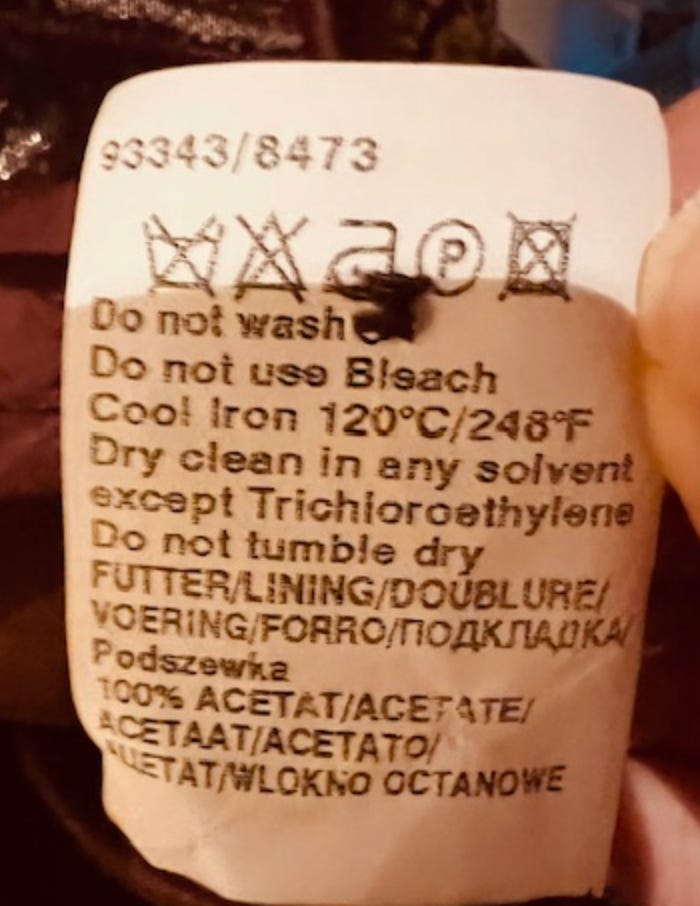 93343/8473
P
Do not wash
Do not use Bleach
Cool Iron 120°C/248°F
Dry clean in any solvent
except Trichloroethylene
Do not tumble dry
FUTTER/LINING/DOUBLURE/
VOERING/FORRO/ПОДКЛАДКА/
Podszewka
100% ACETAT/ACETATE/
ACETAAT/ACETATO/
АЦЕТАТ/WLOKNO OCTANOWE